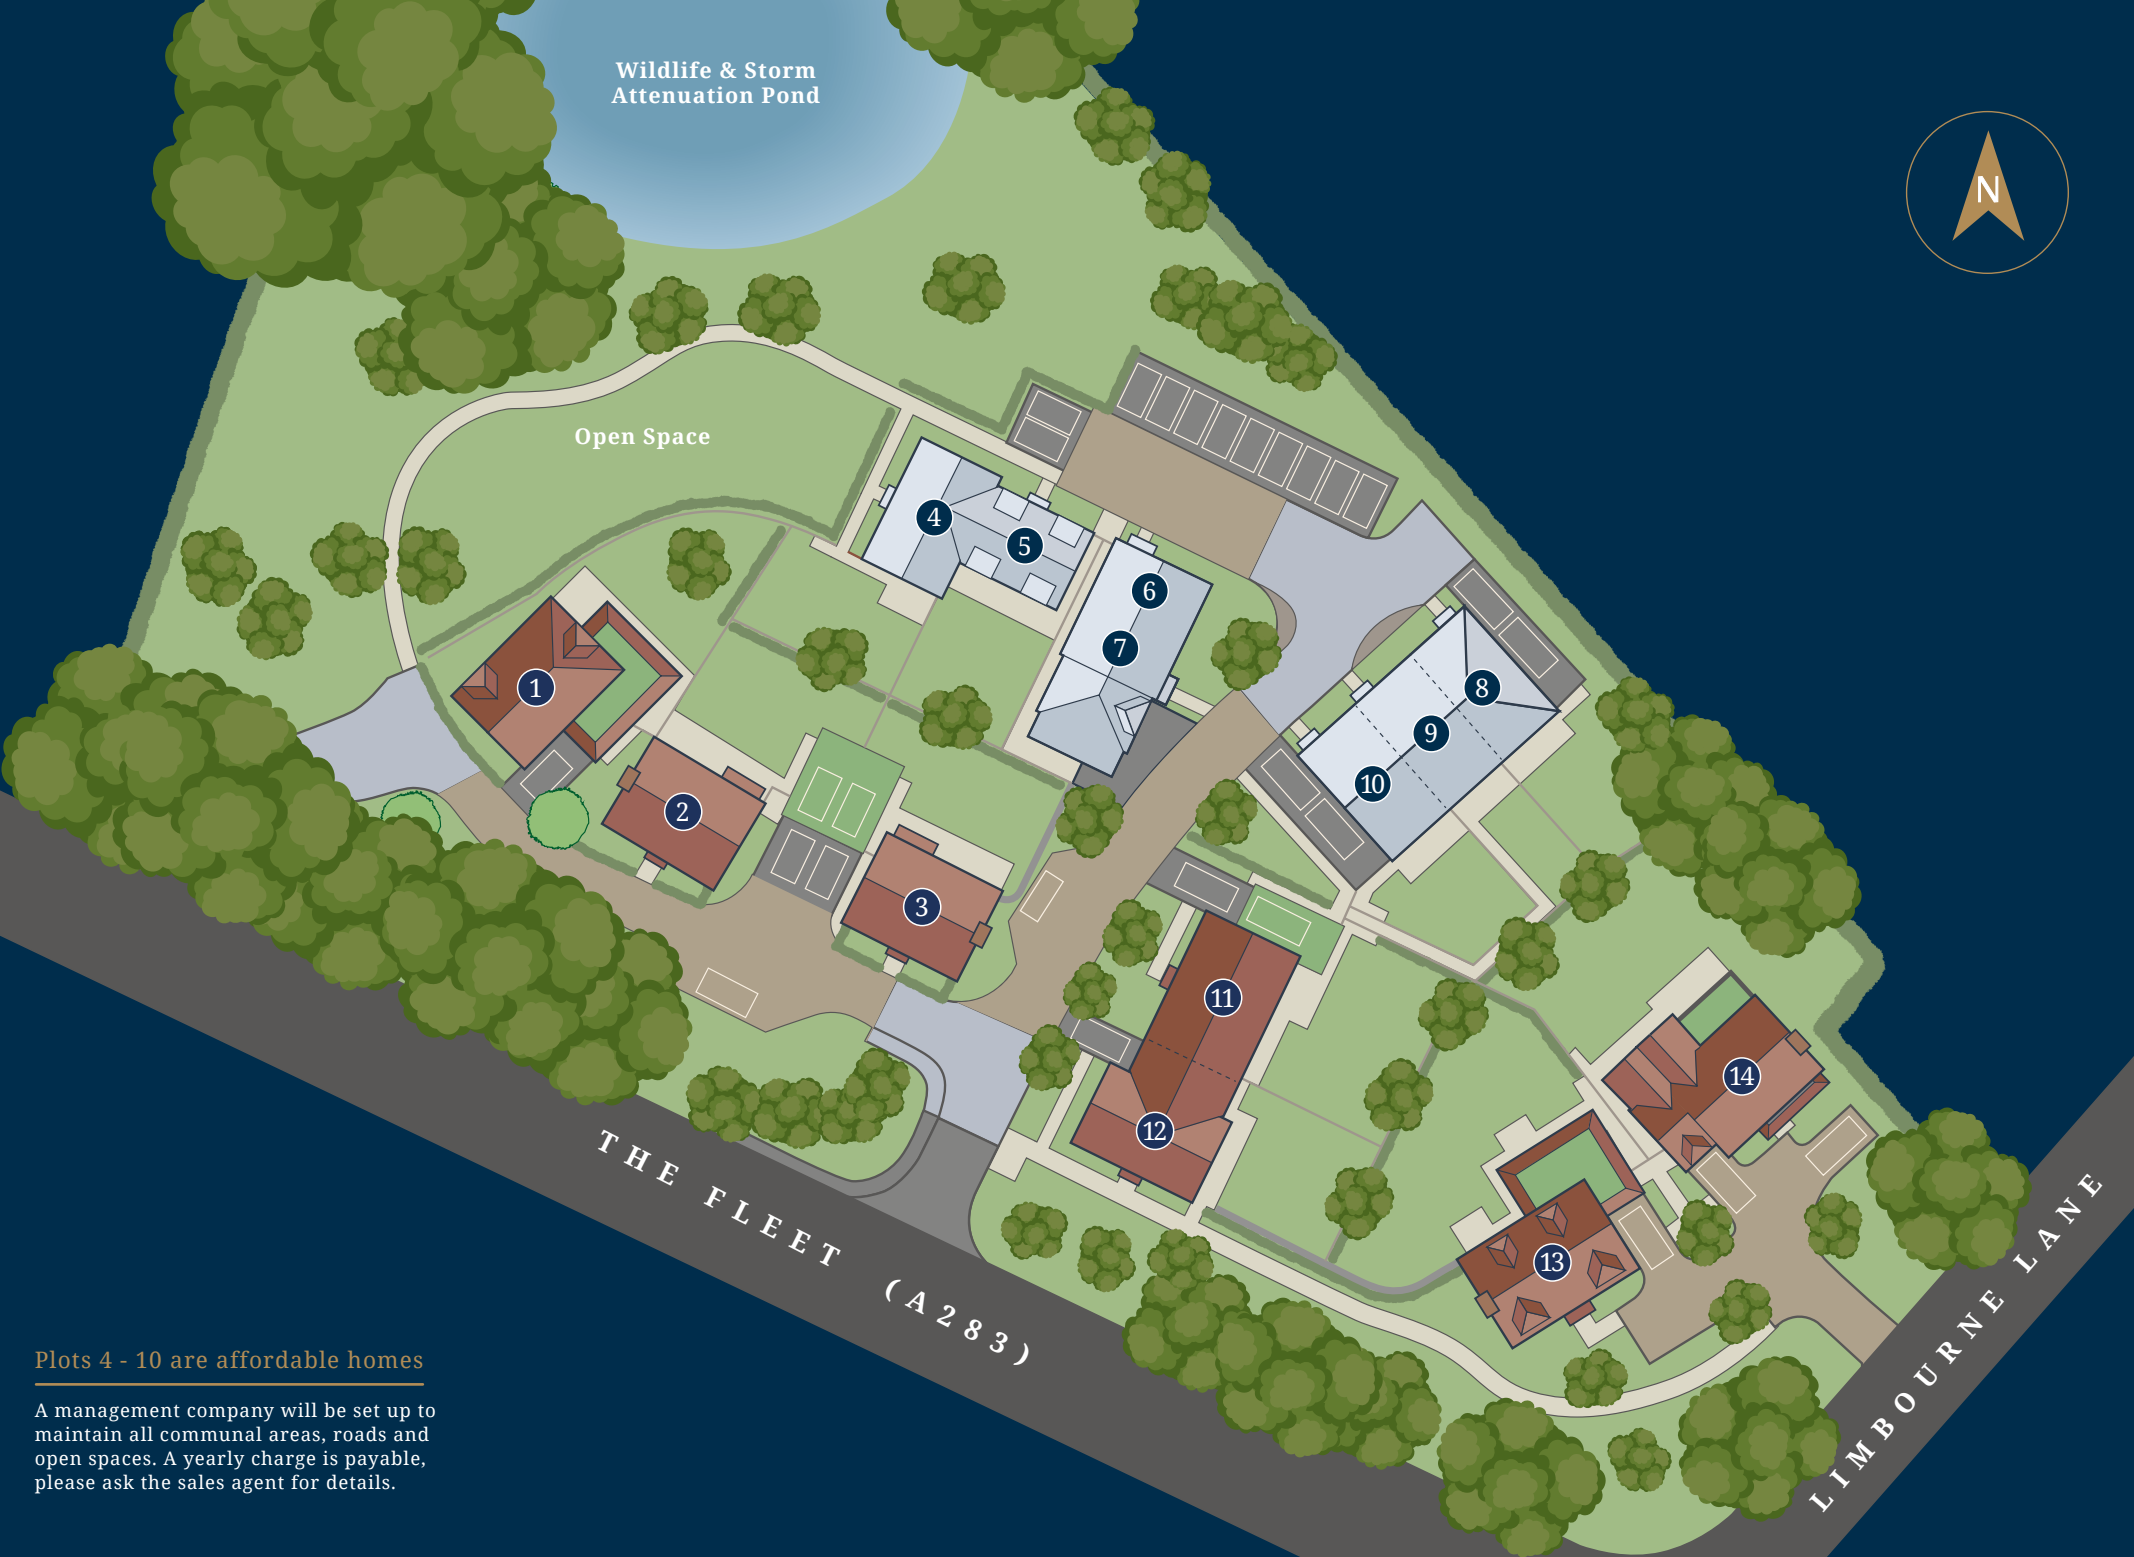 Wildlife & Storm
Attenuation Pond
N
Open Space
4
5
6
7
1
8
9
10
2
3
11
12
14
13
THE FLEET (A283)
LIMBOURNE LANE
Plots 4 - 10 are affordable homes
A management company will be set up to
maintain all communal areas, roads and
open spaces. A yearly charge is payable,
please ask the sales agent for details.